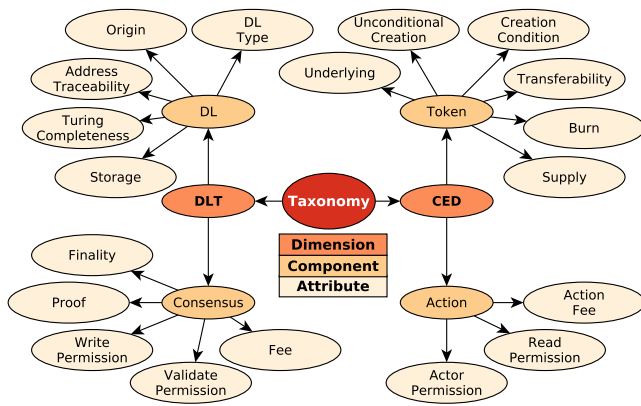 Origin
DL
Type
Unconditional
Creation
Creation
Condition
Address
Traceability
Underlying
Transferability
DL
Token
Turing
Completeness
Burn
Storage
Supply
DLT
Taxonomy
CED
Dimension
Component
Attribute
Finality
Proof
Consensus
Action
Action
Fee
Write
Permission
Fee
Read
Permission
Validate
Permission
Actor
Permission